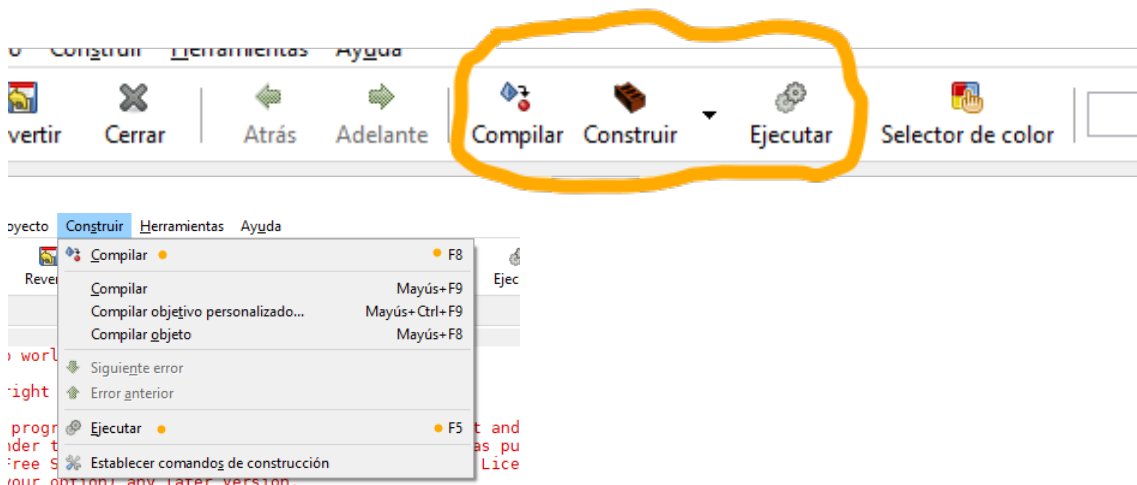 Construir Herramientas Ayuda
vertir Cerrar Atrás Adelante Compilar Construir Ejecutar Selector de color
oyecto Construir Herramientas Ayuda
Compilar F8
Rever Ejec
Compilar Mayús+F9
Compilar objetivo personalizado... Mayús+Ctrl+F9
Compilar objeto Mayús+F8
o worl
Siguiente error
right
Error anterior
progr Ejecutar F5 t and
nder t as pu
Free S Establecer comandos de construcción Lice
your option) any later version.